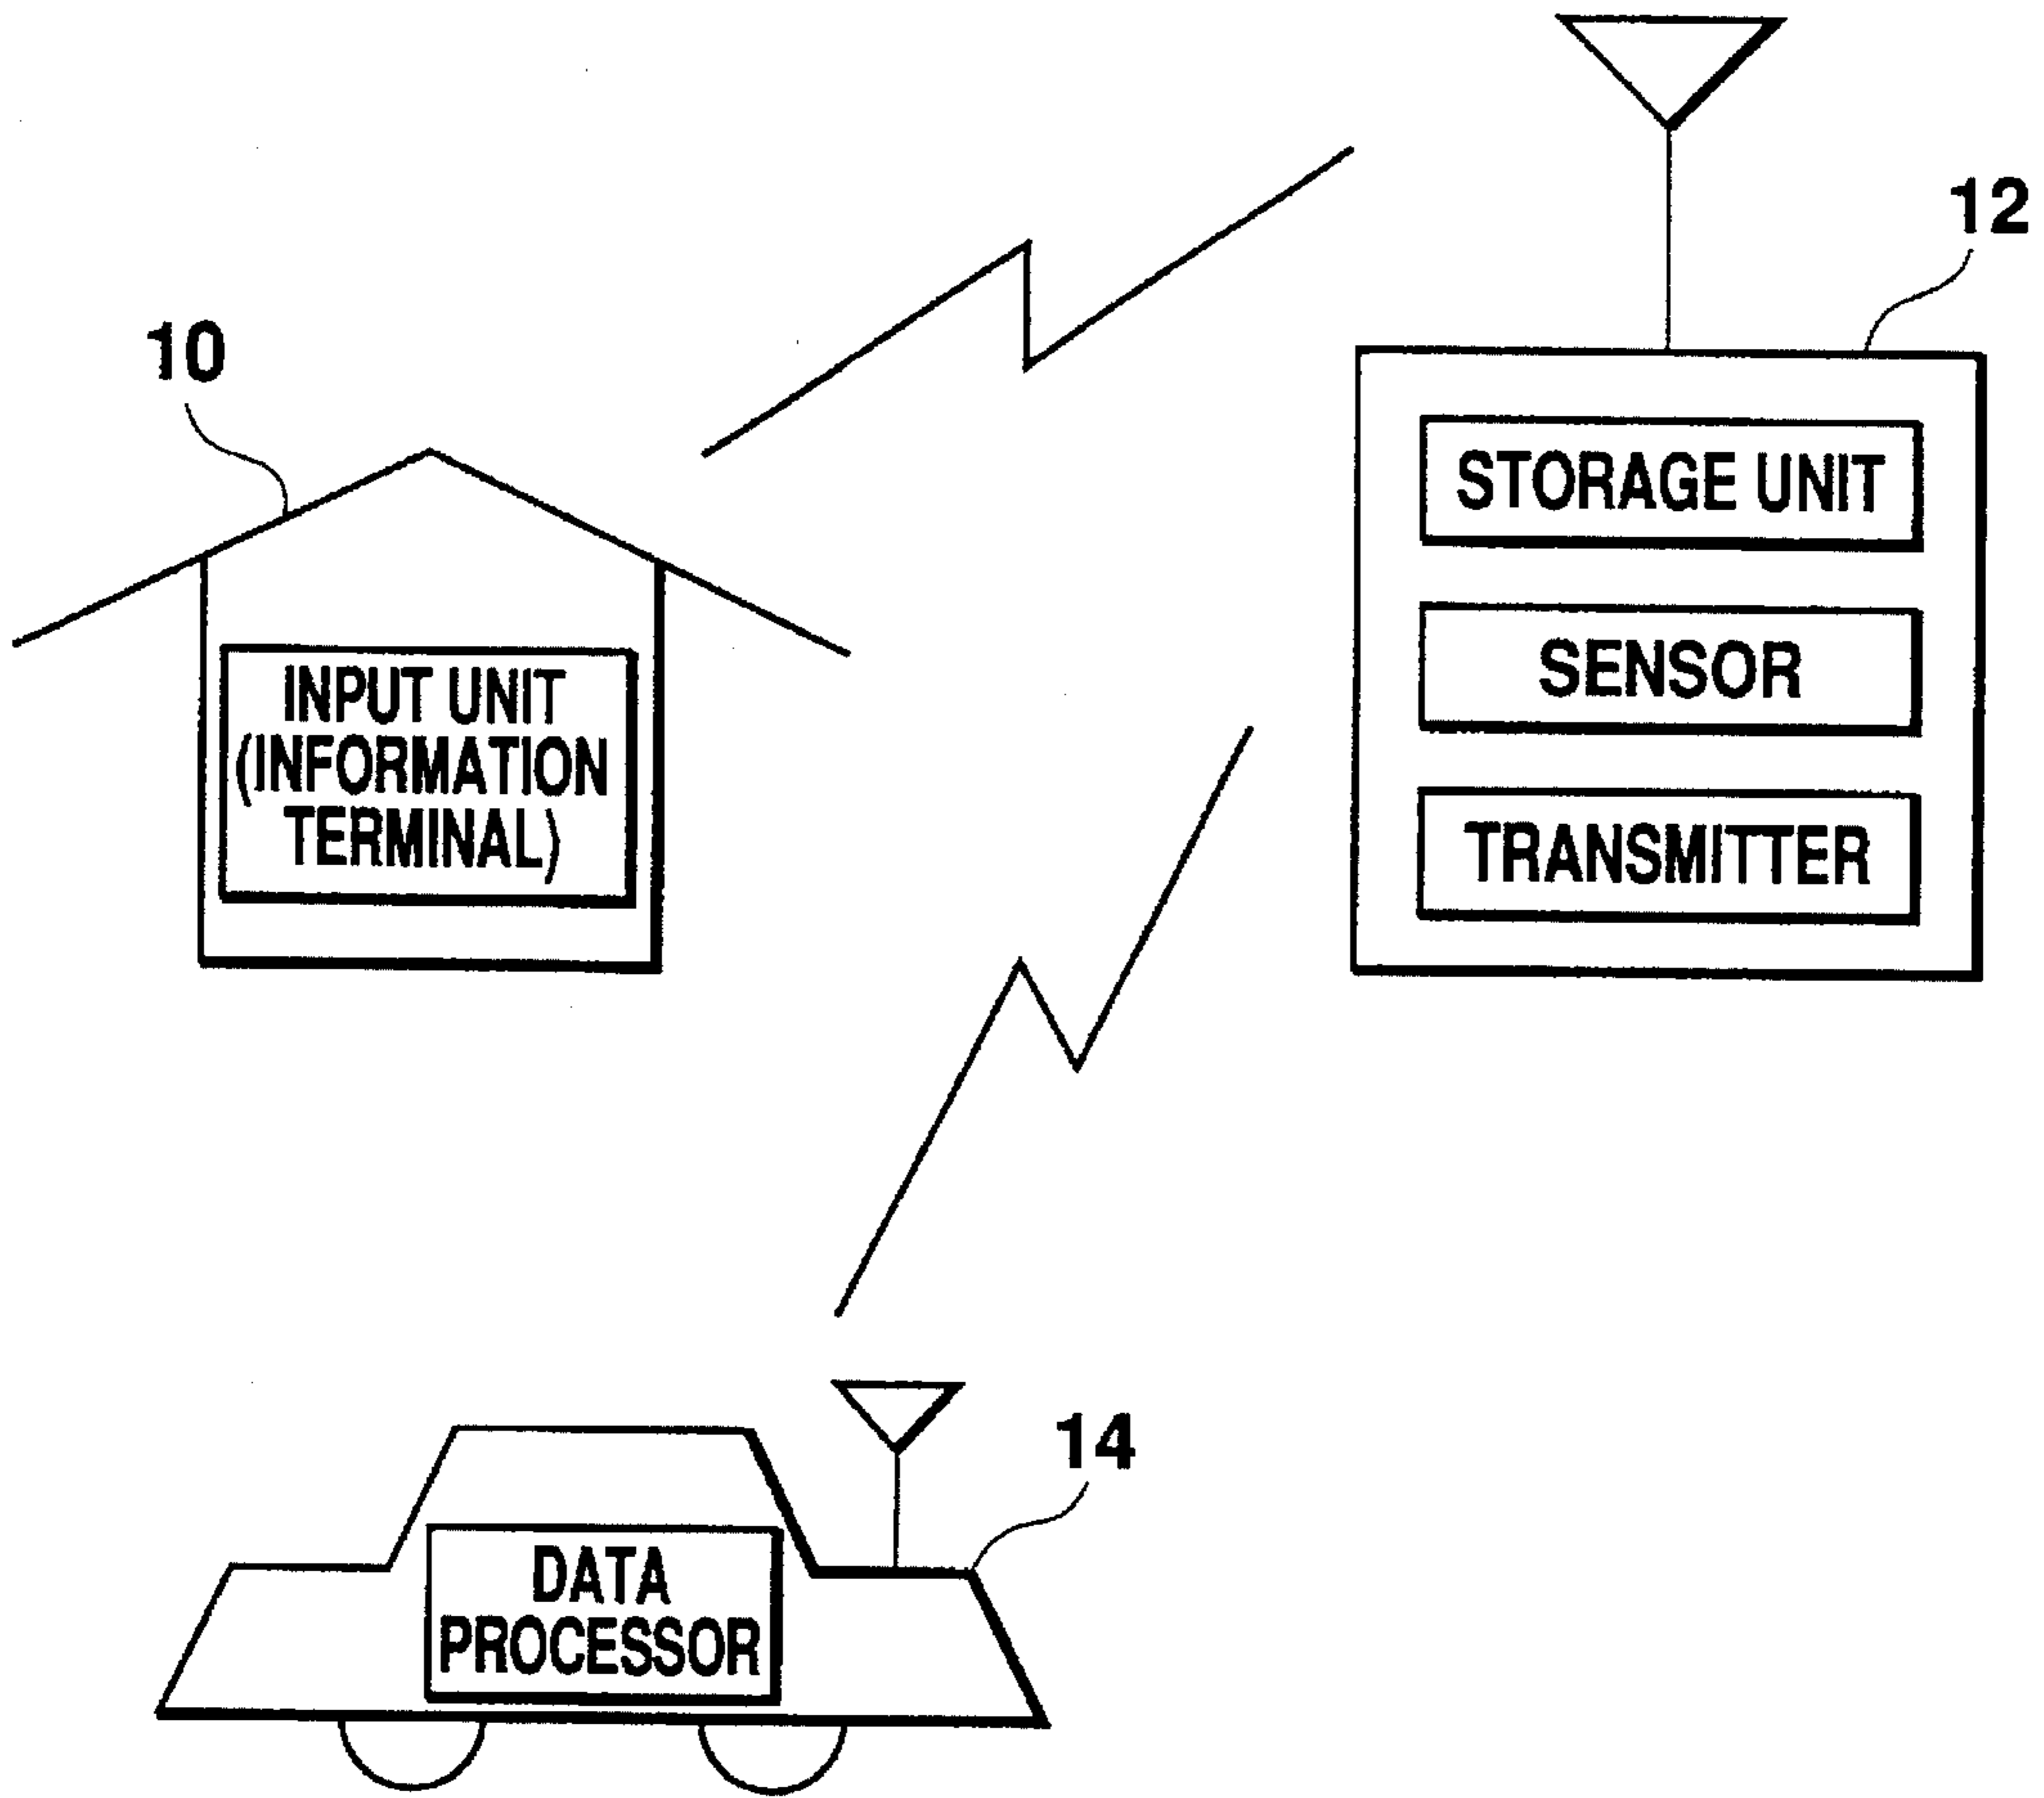 12
10
STORAGE UNIT
SENSOR
TRANSMITTER
INPUT UNIT
(INFORMATION
TERMINAL)
14
DATA
PROCESSOR